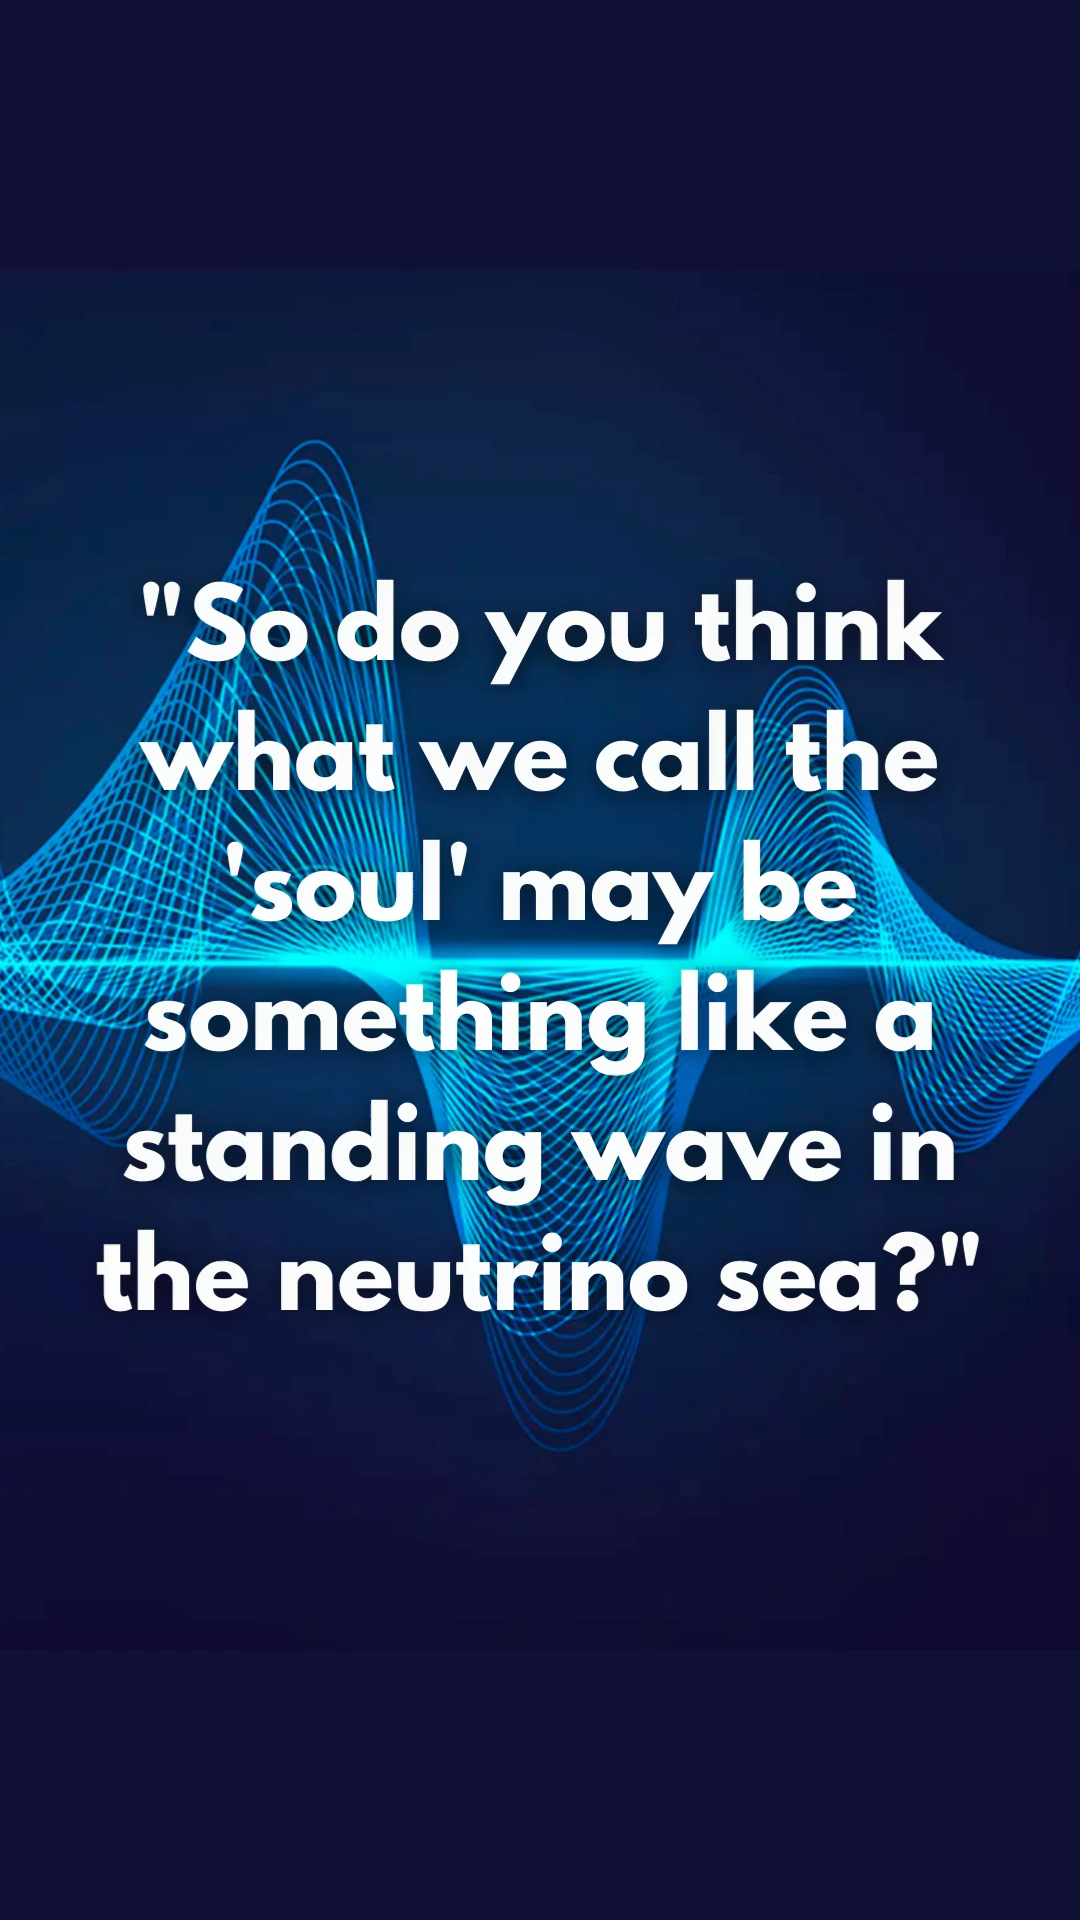 "So do you think
what we call the
'soul' may be
something like a
standing wave in
the neutrino sea?"